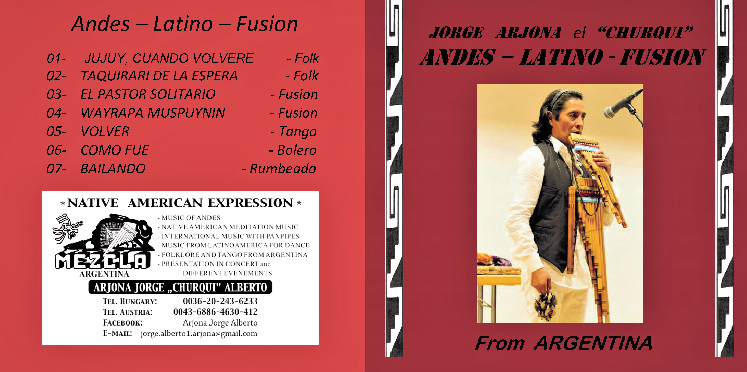 Andes – Latino – Fusion
01- JUJUY, CUANDO VOLVERE - Folk
02- TAQUIRARI DE LA ESPERA - Folk
03- EL PASTOR SOLITARIO - Fusion
04- WAYRAPA MUSPUYNIN - Fusion
05- VOLVER - Tango
06- COMO FUE - Bolero
07- BAILANDO - Rumbeado
* NATIVE AMERICAN EXPRESSION *
- MUSIC OF ANDES
- NATIVE AMERICAN MEDITATION MUSIC
- INTERNATIONAL MUSIC WITH PANPIPES
- MUSIC FROM LATINOAMERICA FOR DANCE
- FOLKLORE AND TANGO FROM ARGENTINA
- PRESENTATION IN CONCERT and
DIFFERENT EVENEMENTS
MEZCLA
ARGENTINA
ARJONA JORGE „CHURQUI" ALBERTO
TEL. HUNGARY: 0036-20-243-6233
TEL. AUSTRIA: 0043-6886-4630-412
FACEBOOK: Arjona Jorge Alberto
E-MAIL: jorge.alberto1.arjona@gmail.com
JORGE ARJONA el “CHURQUI”
ANDES – LATINO - FUSION
From ARGENTINA